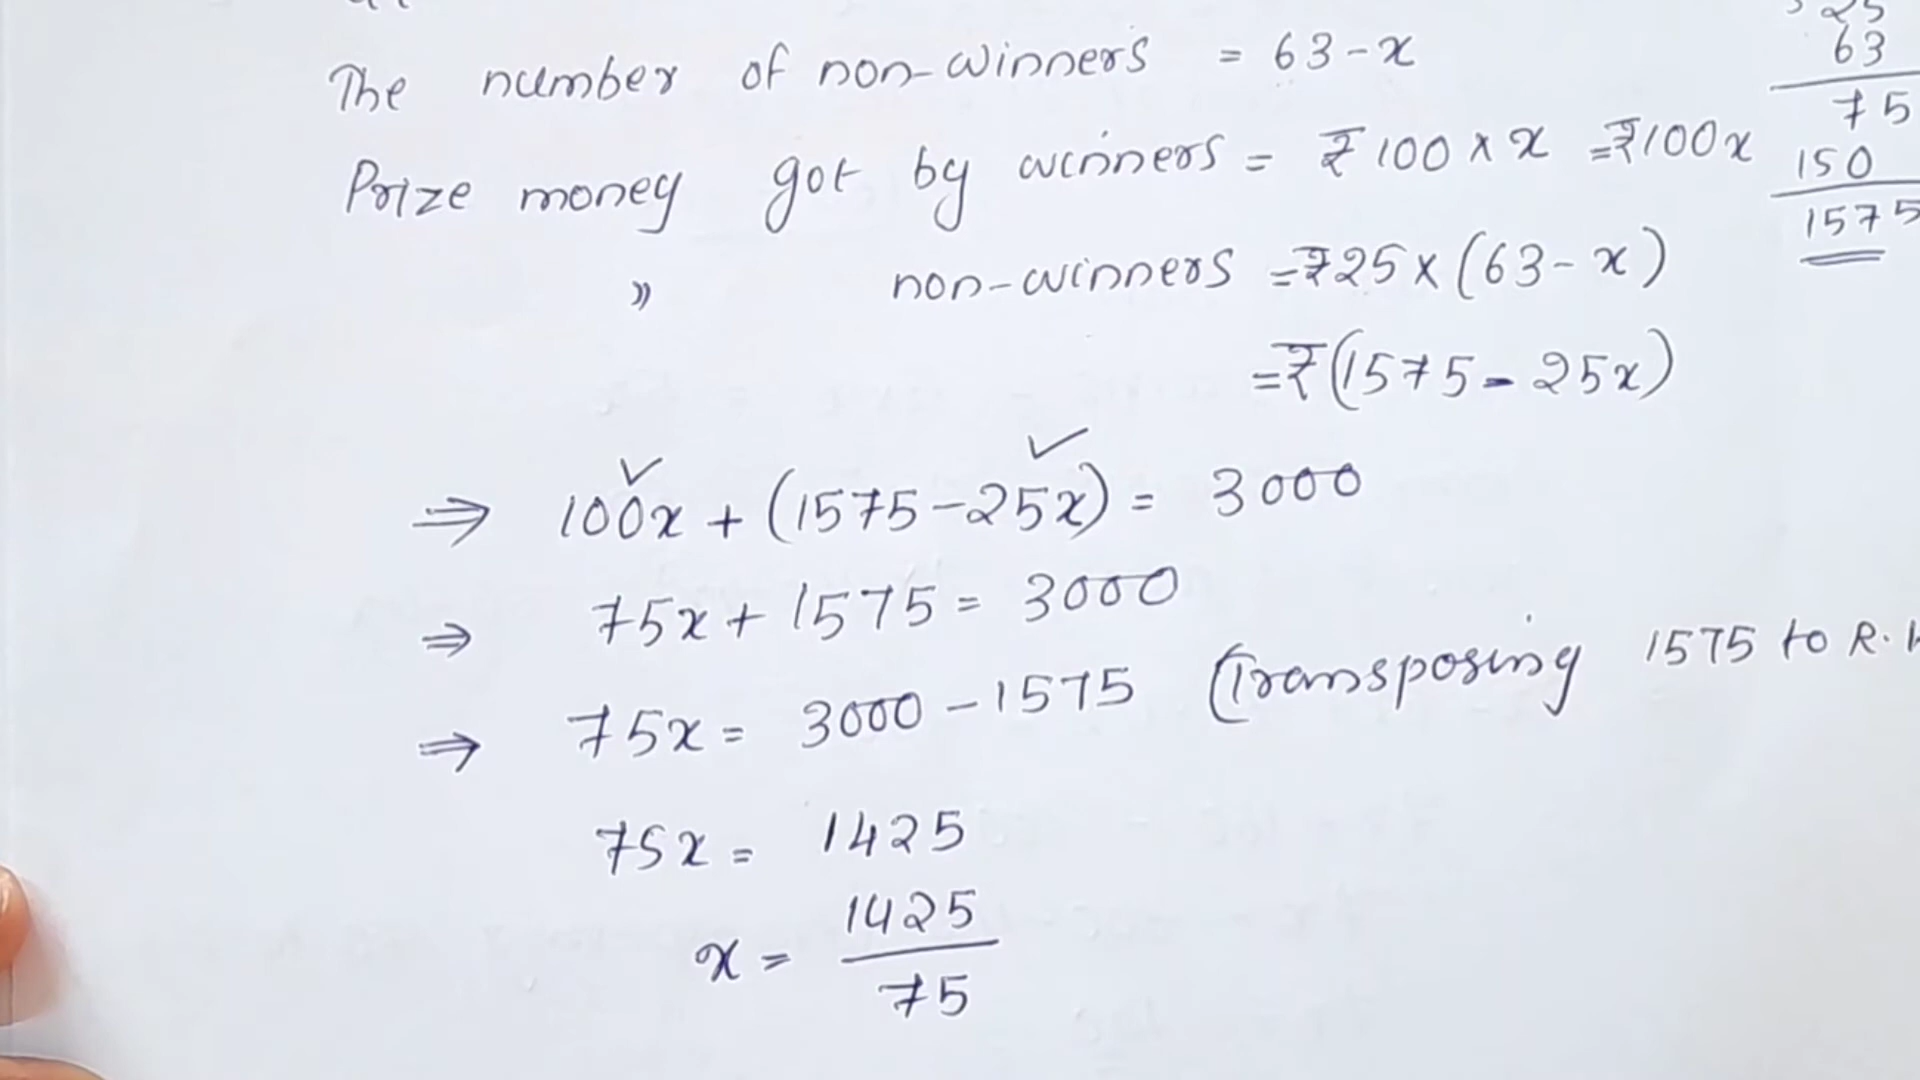 The number of non-winners = 63-x
Prize money got by winners = ₹100 × x = ₹100x
〃 non-winners = ₹25 × (63-x)
= ₹(1575-25x)
⇒ 100x + (1575-25x) = 3000
⇒ 75x + 1575 = 3000
⇒ 75x = 3000 - 1575 (Transposing 1575 to R.
75x = 1425
x = 1425
75
25
63
75
150
1575